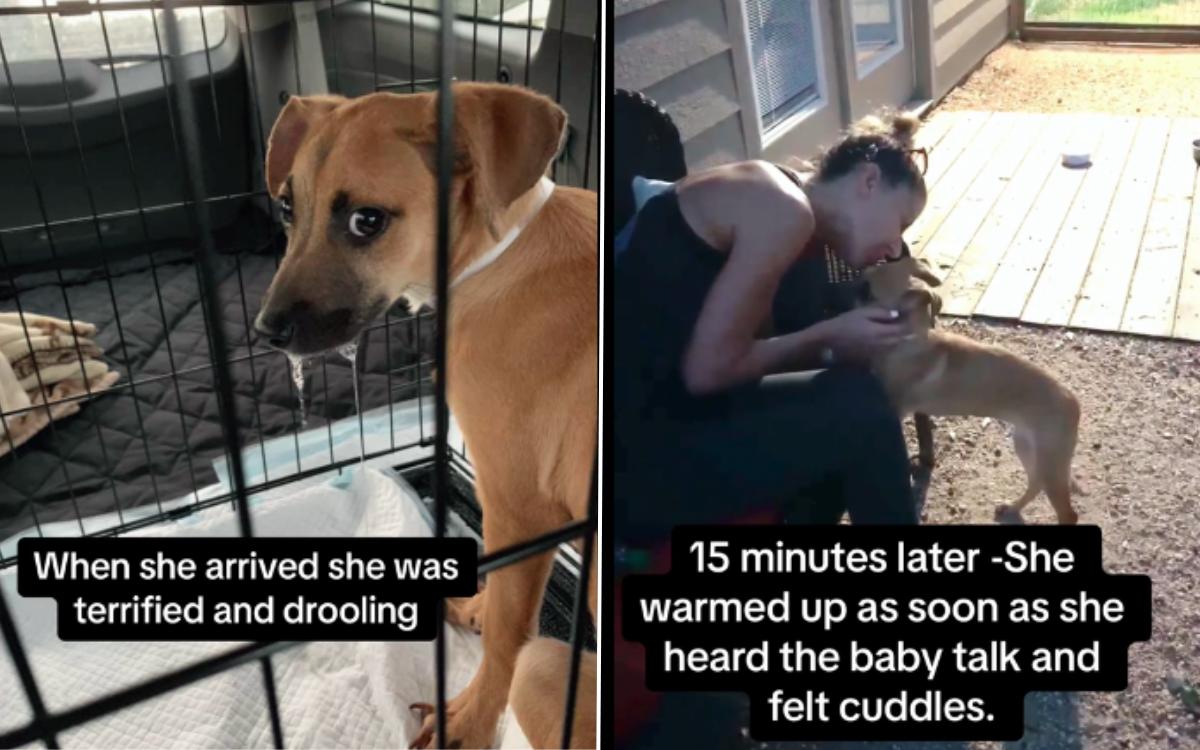 When she arrived she was
terrified and drooling
15 minutes later -She
warmed up as soon as she
heard the baby talk and
felt cuddles.